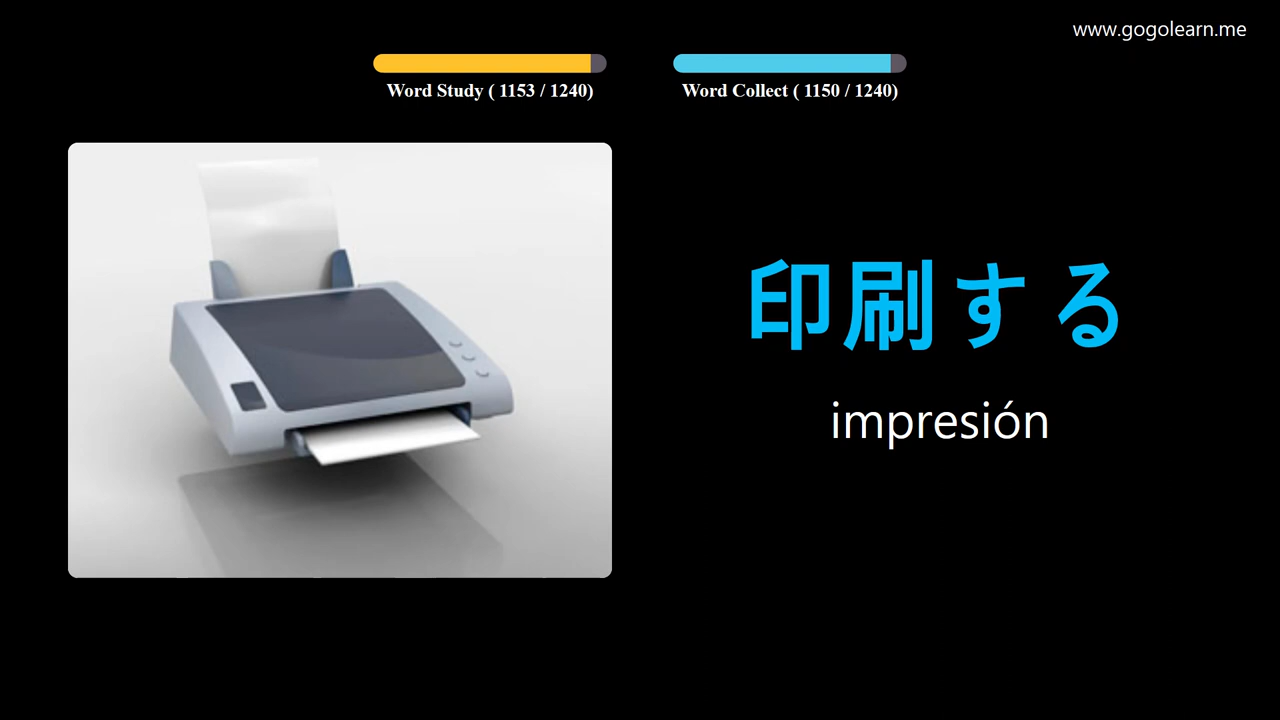 www.gogolearn.me
Word Study ( 1153 / 1240)
Word Collect ( 1150 / 1240)
印刷する
impresión